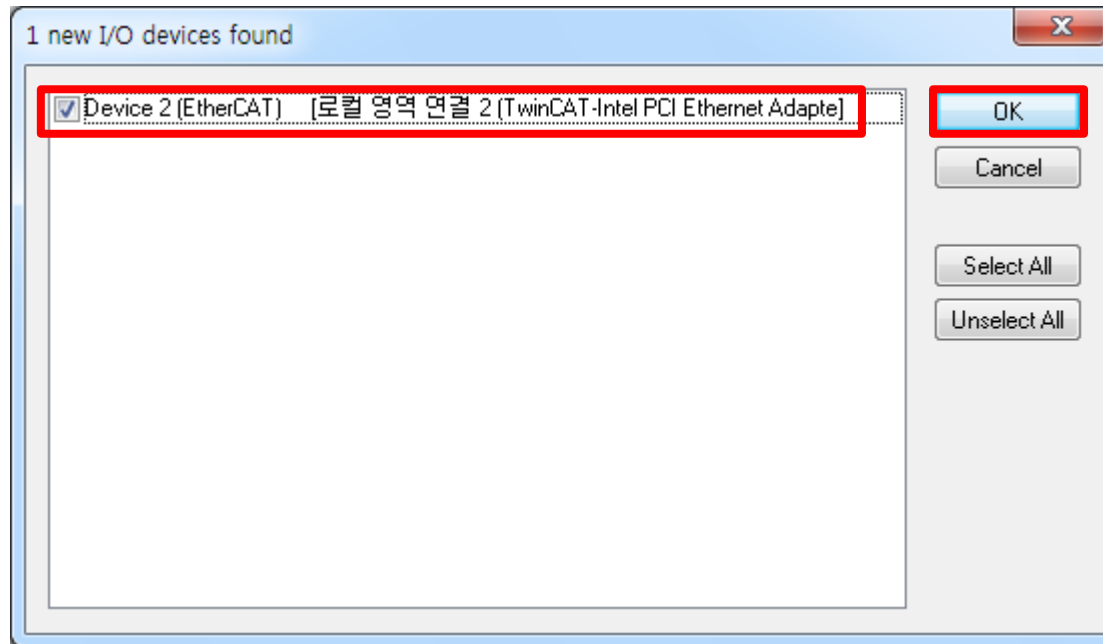 1 new I/O devices found
Device 2 (EtherCAT) [로컬 영역 연결 2 (TwinCAT-Intel PCI Ethernet Adapte]
OK
Cancel
Select All
Unselect All